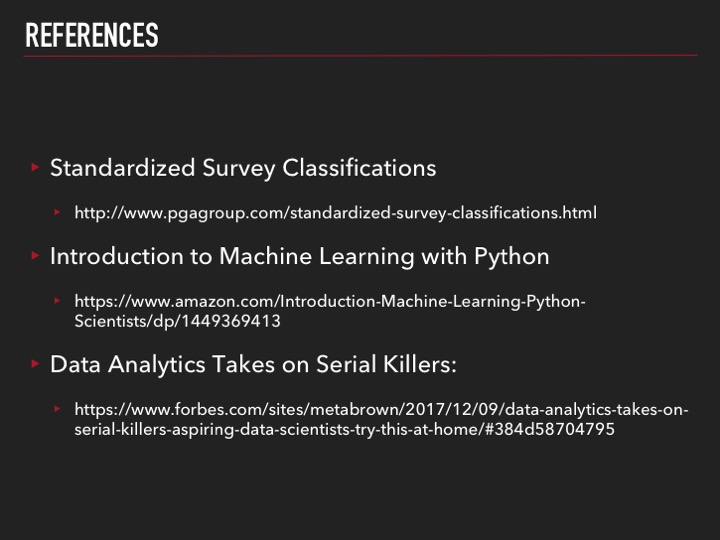 REFERENCES
Standardized Survey Classifications
http://www.pgagroup.com/standardized-survey-classifications.html
Introduction to Machine Learning with Python
https://www.amazon.com/Introduction-Machine-Learning-Python-
Scientists/dp/1449369413
Data Analytics Takes on Serial Killers:
https://www.forbes.com/sites/metabrown/2017/12/09/data-analytics-takes-on-
serial-killers-aspiring-data-scientists-try-this-at-home/#384d58704795